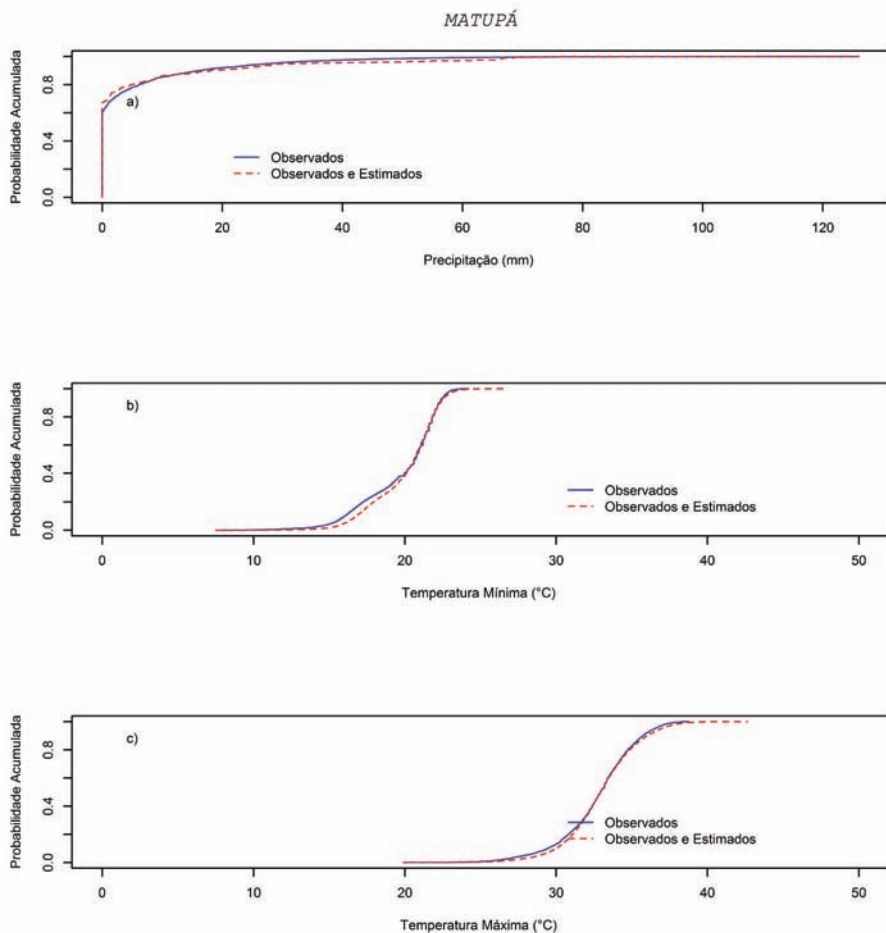 MATUPÁ
Probabilidade Acumulada
0.0 0.4 0.8
a)
Observados
Observados e Estimados
0 20 40 60 80 100 120
Precipitação (mm)
Probabilidade Acumulada
0.0 0.4 0.8
b)
Observados
Observados e Estimados
0 10 20 30 40 50
Temperatura Mínima (°C)
Probabilidade Acumulada
0.0 0.4 0.8
c)
Observados
Observados e Estimados
0 10 20 30 40 50
Temperatura Máxima (°C)